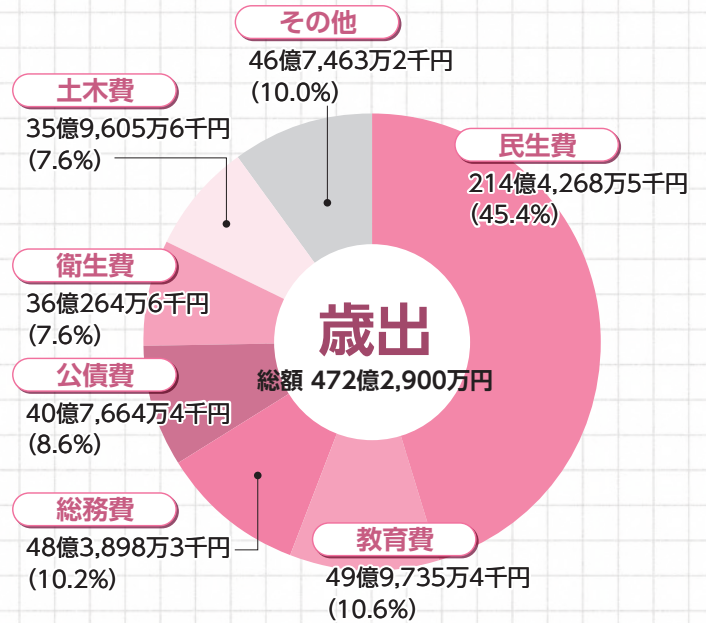 その他
46億7,463万2千円
(10.0%)
土木費
35億9,605万6千円
(7.6%)
民生費
214億4,268万5千円
(45.4%)
衛生費
36億264万6千円
(7.6%)
歳出
総額 472億2,900万円
公債費
40億7,664万4千円
(8.6%)
総務費
48億3,898万3千円
(10.2%)
教育費
49億9,735万4千円
(10.6%)